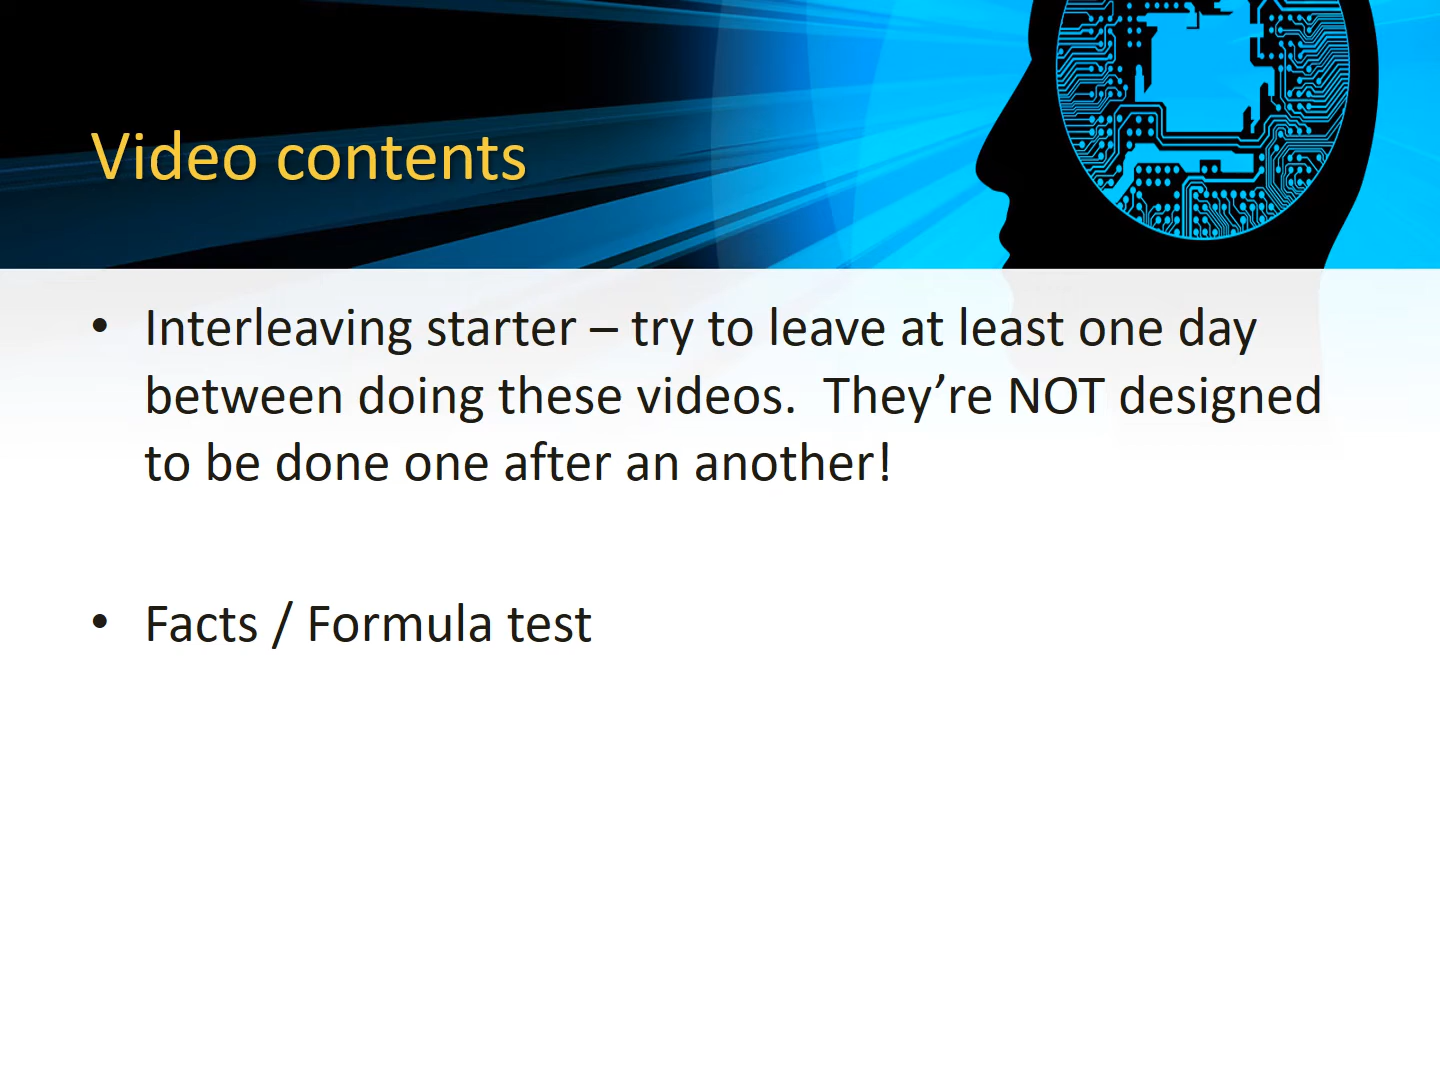 Video contents
• Interleaving starter – try to leave at least one day
between doing these videos.  They’re NOT designed
to be done one after an another!
• Facts / Formula test